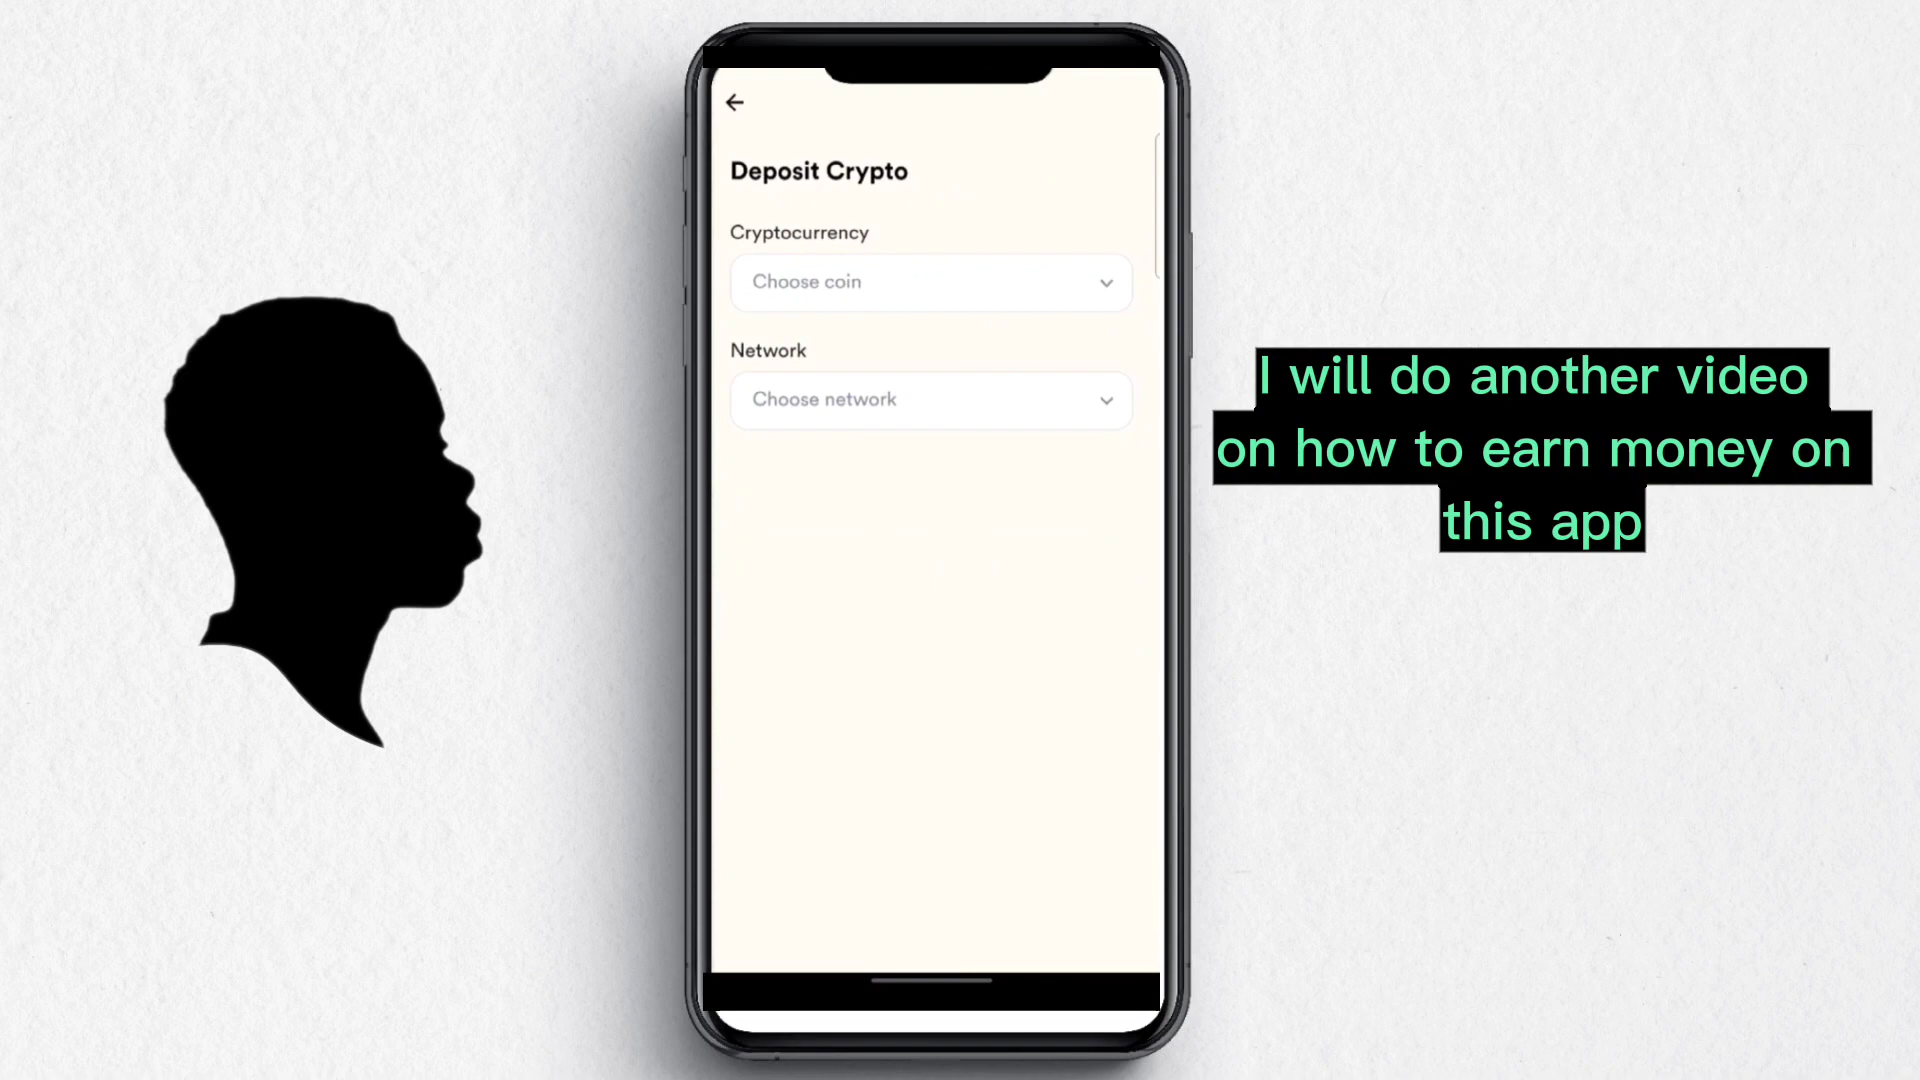 Deposit Crypto
Cryptocurrency
Choose coin
Network
Choose network
I will do another video
on how to earn money on
this app